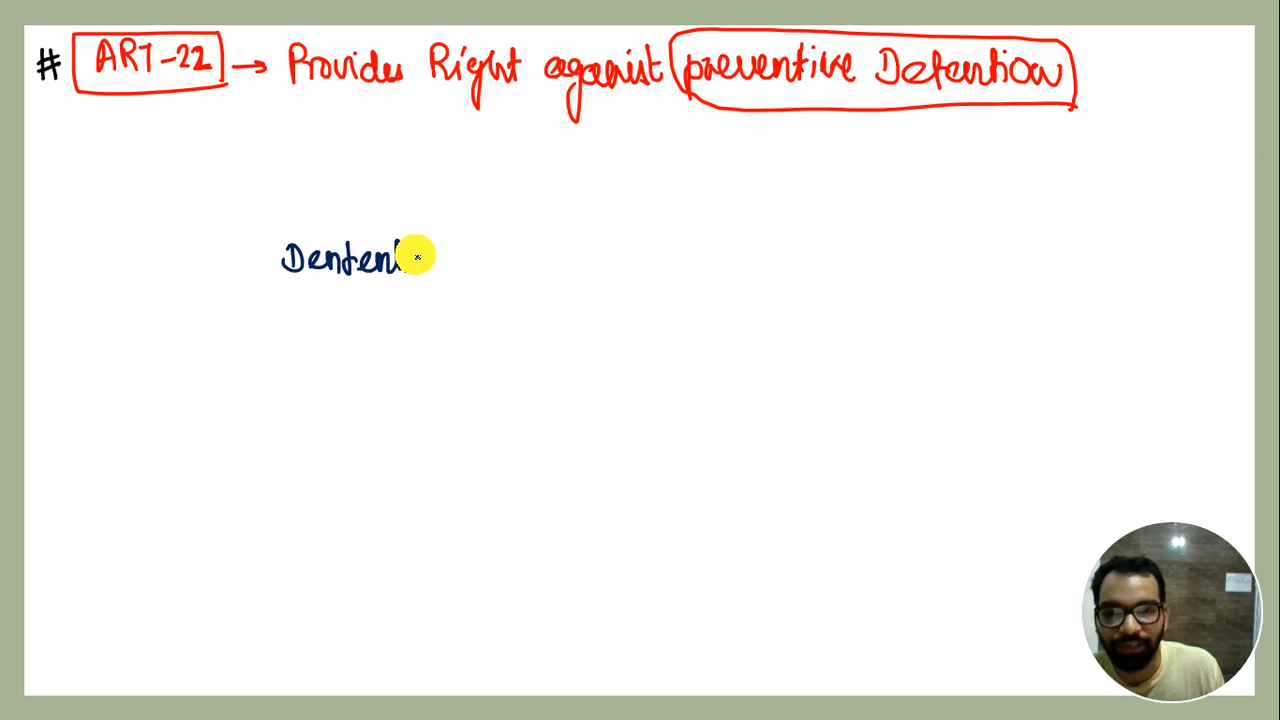 # ART-22 → Provides Right against preventive Detention
Dentent